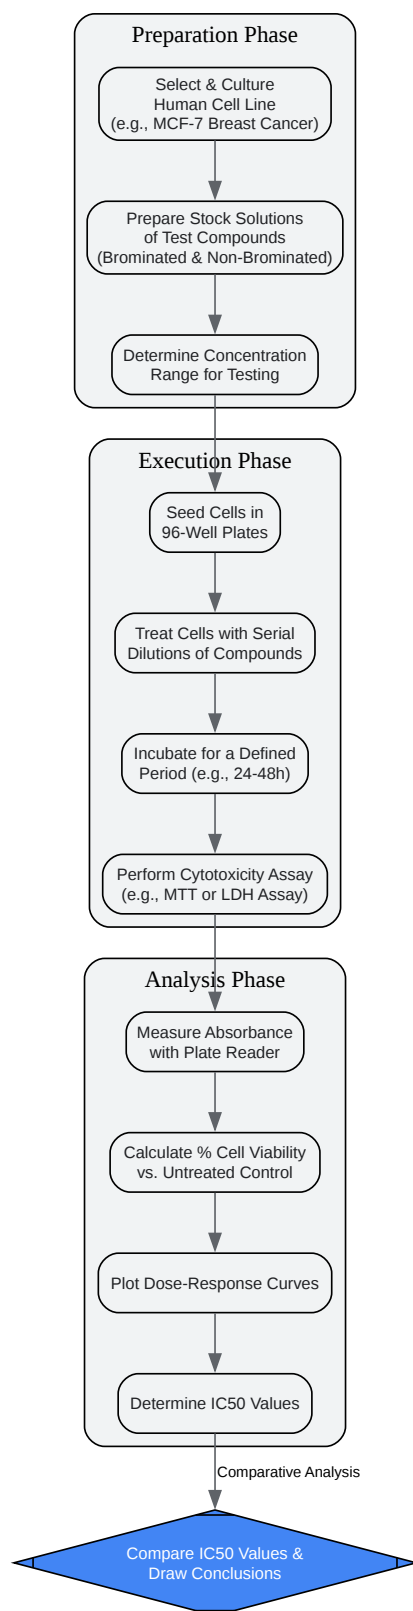 Preparation Phase
Select & Culture
Human Cell Line
(e.g., MCF-7 Breast Cancer)
Prepare Stock Solutions
of Test Compounds
(Brominated & Non-Brominated)
Determine Concentration
Range for Testing
Execution Phase
Seed Cells in
96-Well Plates
Treat Cells with Serial
Dilutions of Compounds
Incubate for a Defined
Period (e.g., 24-48h)
Perform Cytotoxicity Assay
(e.g., MTT or LDH Assay)
Analysis Phase
Measure Absorbance
with Plate Reader
Calculate % Cell Viability
vs. Untreated Control
Plot Dose-Response Curves
Determine IC50 Values
Comparative Analysis
Compare IC50 Values &
Draw Conclusions